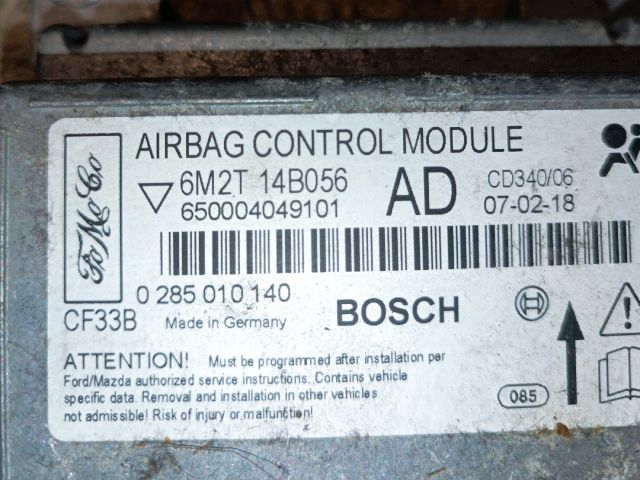 AIRBAG CONTROL MODULE
FoMoCo
6M2T 14B056
AD
CD340/06
650004049101
07-02-18
0 285 010 140
CF33B
Made in Germany
BOSCH
ATTENTION! Must be programmed after installation per
Ford/Mazda authorized service instructions. Contains vehicle
specific data. Removal and installation in other vehicles
not admissible! Risk of injury or malfunction!
085